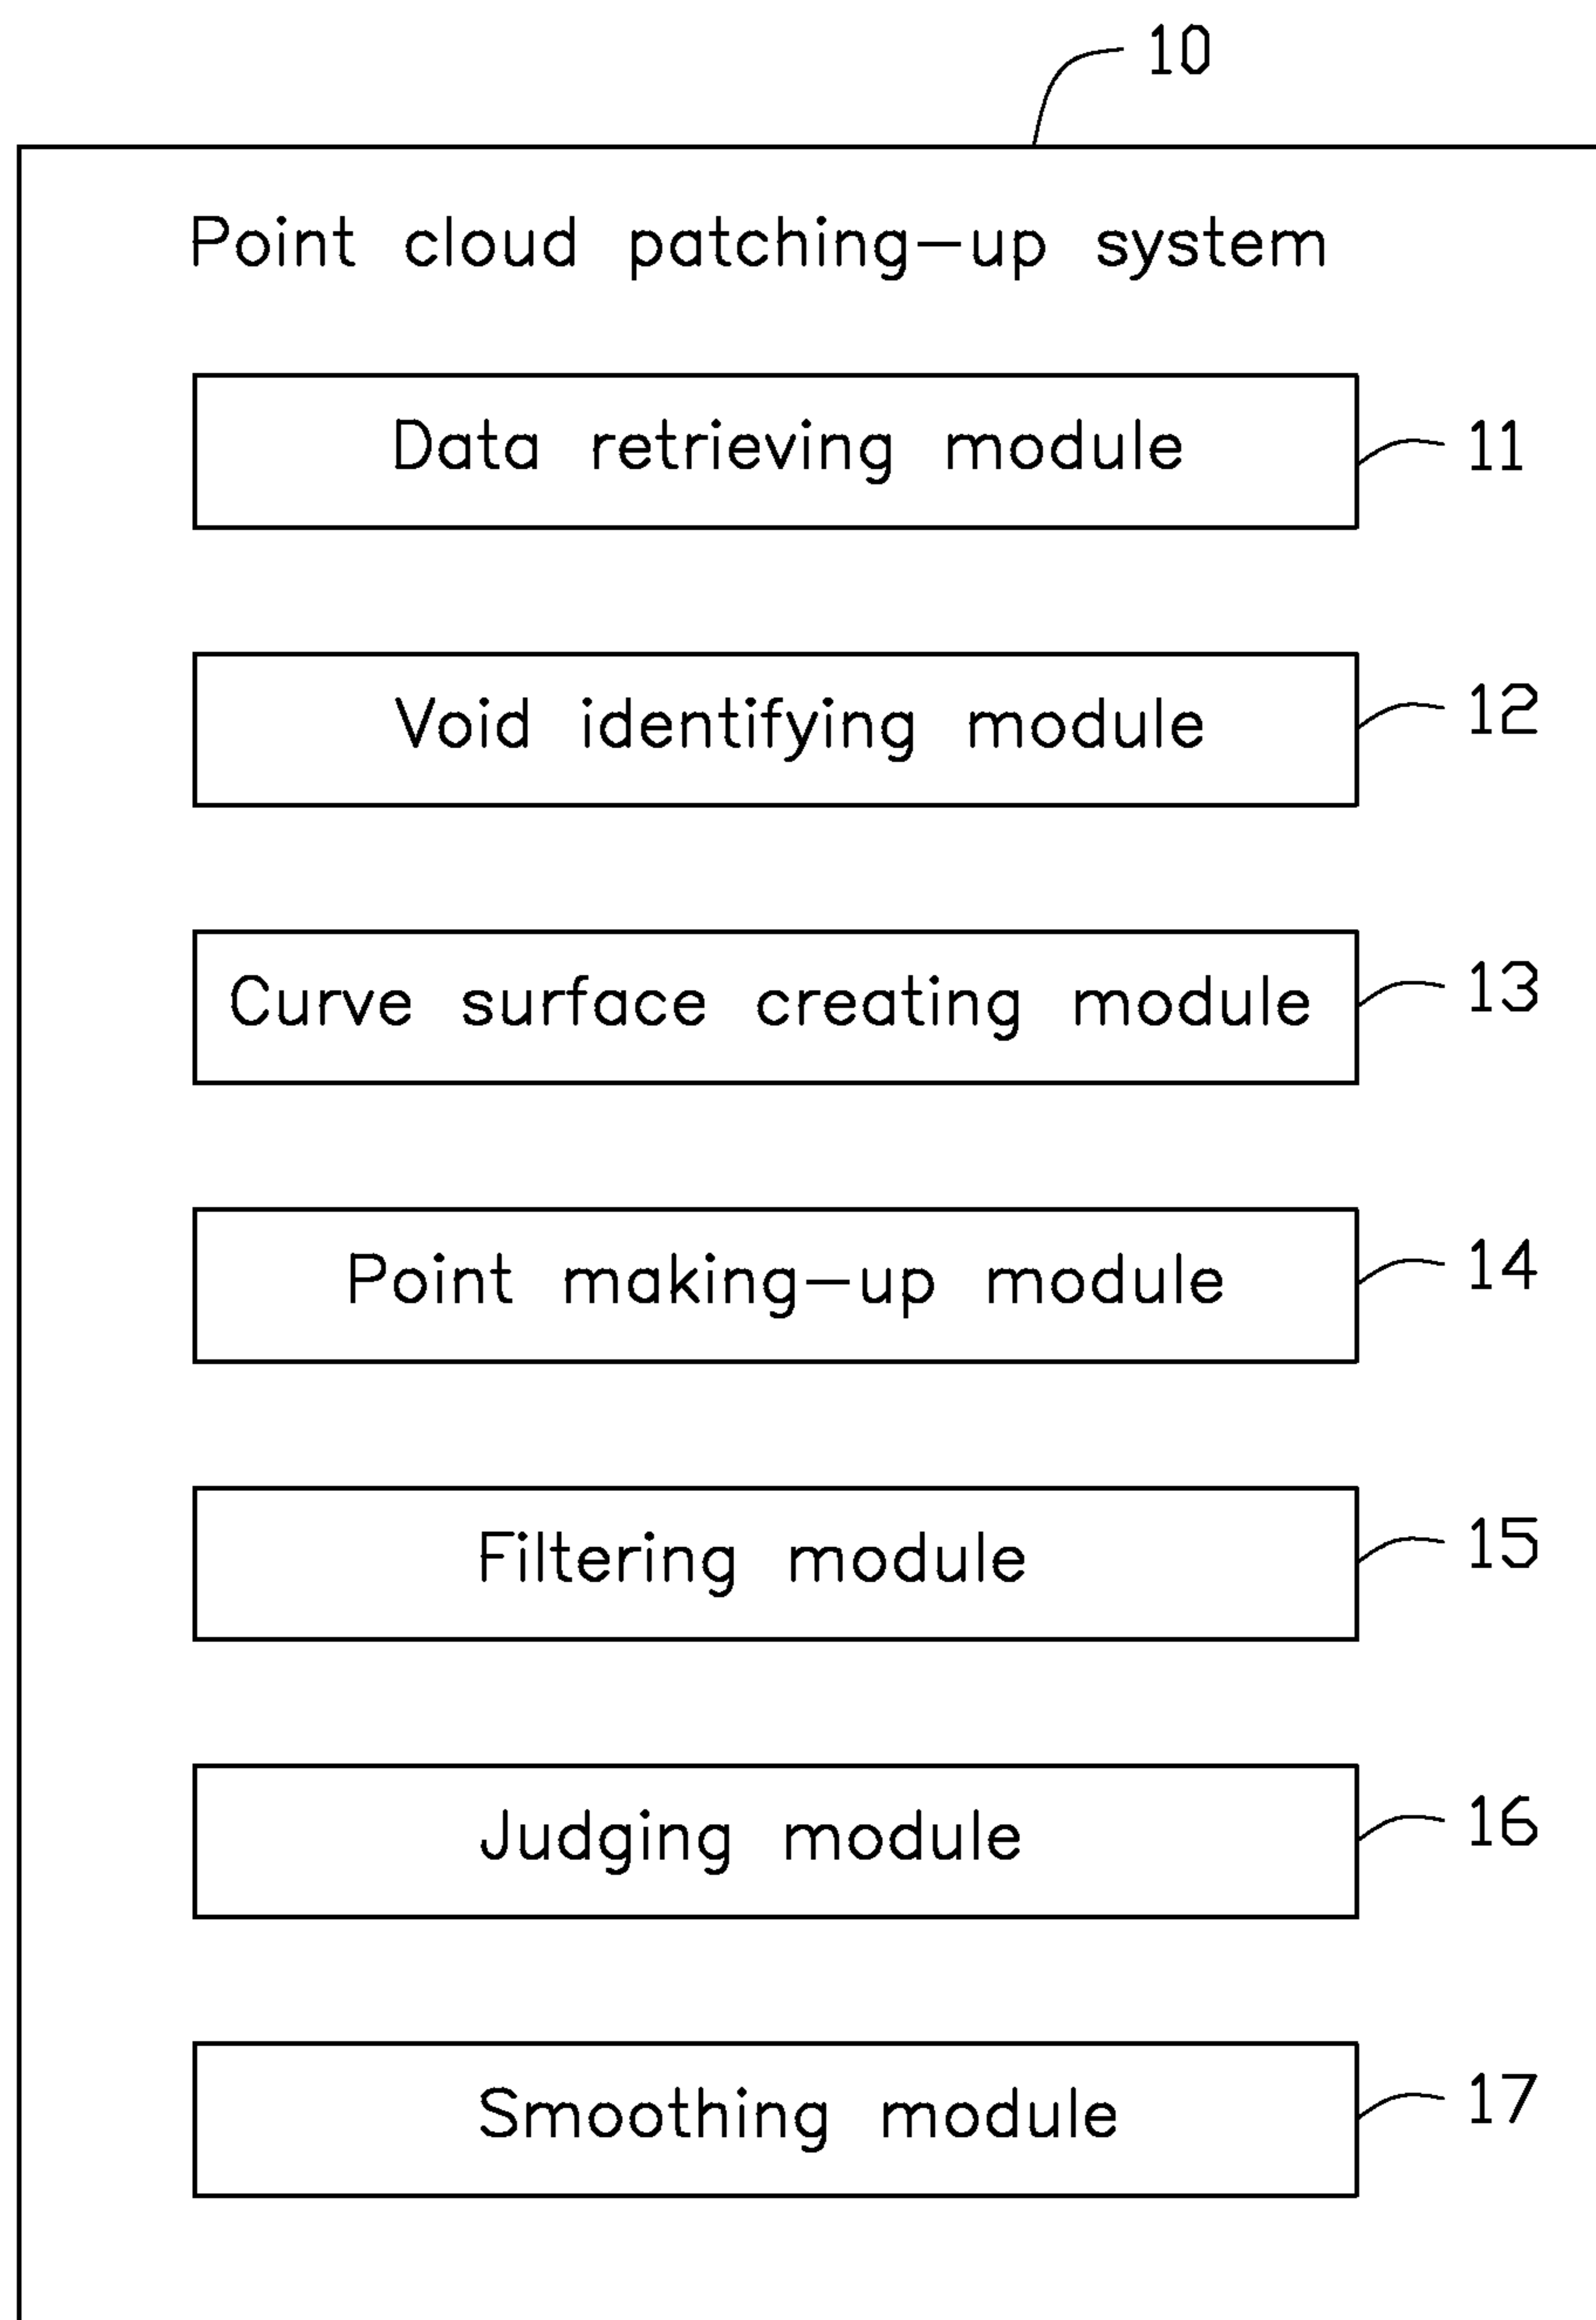 10
Point cloud patching-up system
Data retrieving module 11
Void identifying module 12
Curve surface creating module 13
Point making-up module 14
Filtering module 15
Judging module 16
Smoothing module 17